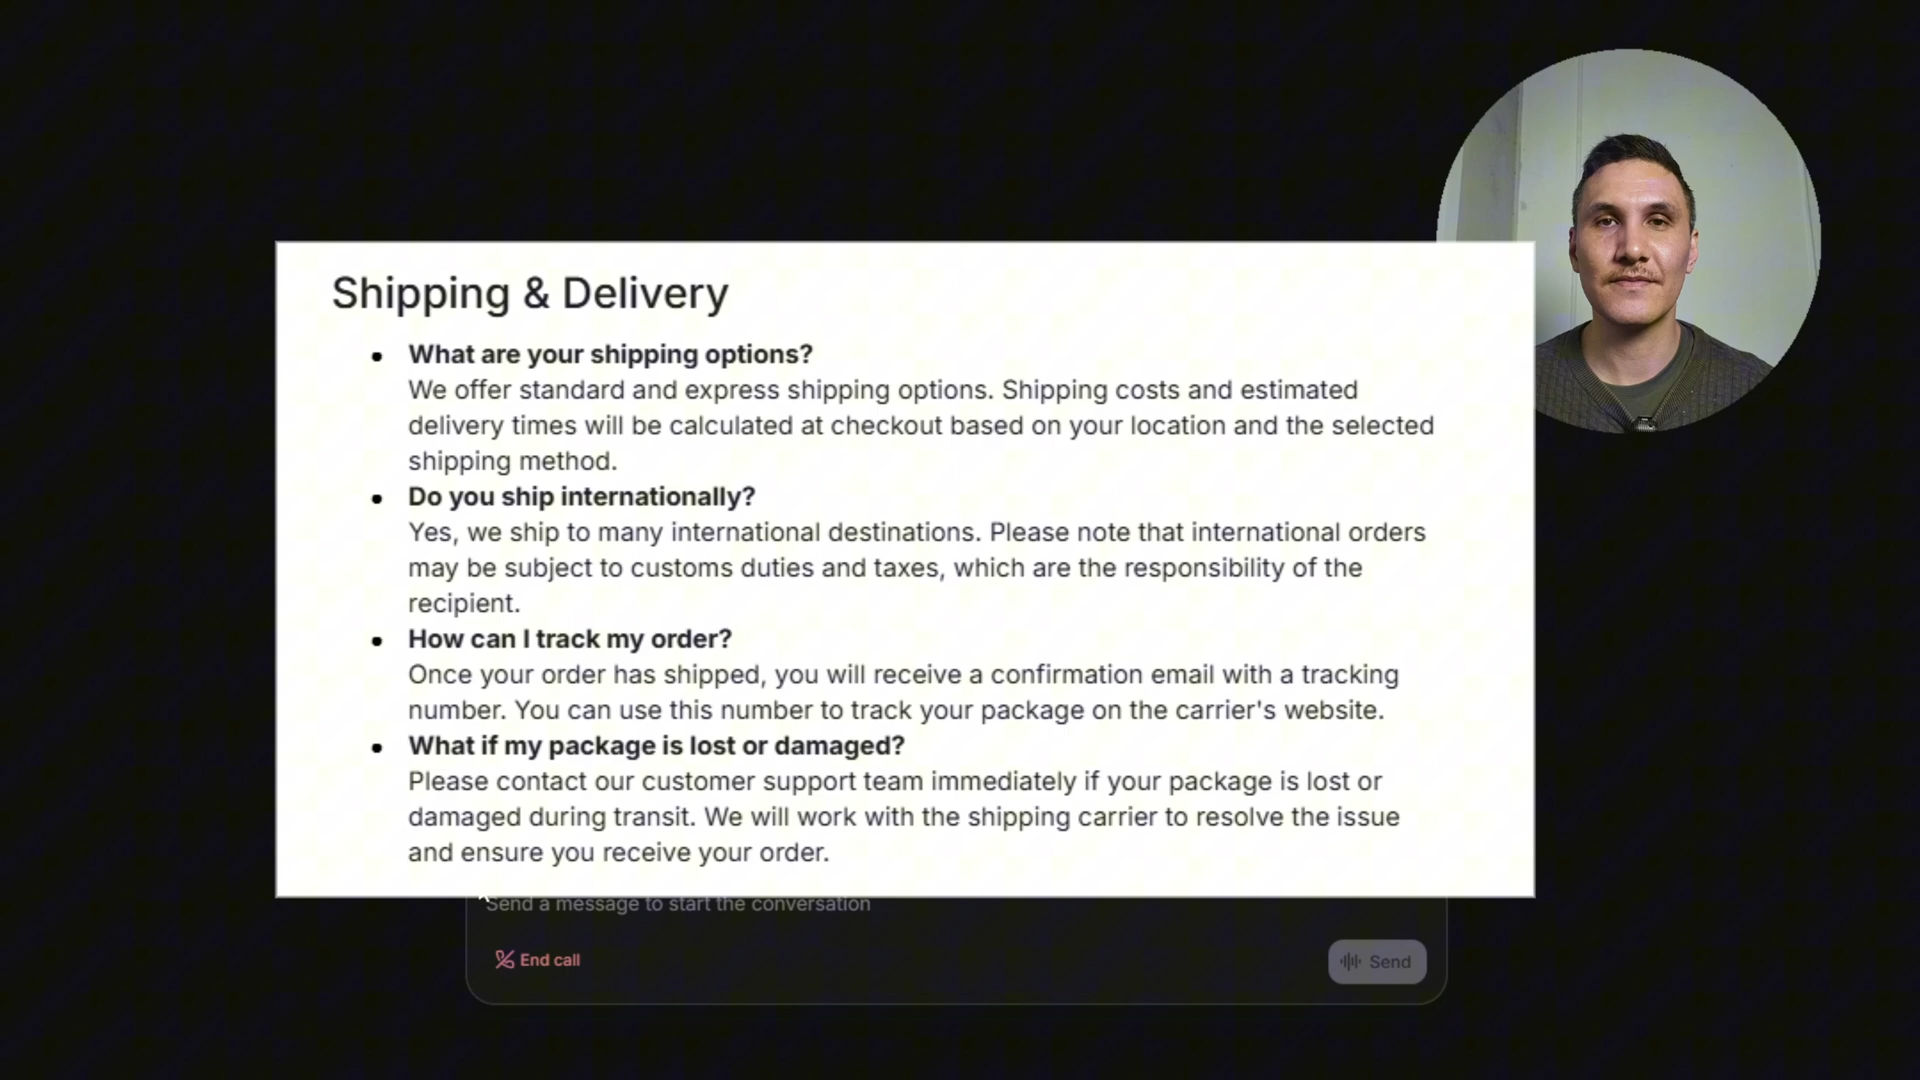 Shipping & Delivery
What are your shipping options?
We offer standard and express shipping options. Shipping costs and estimated
delivery times will be calculated at checkout based on your location and the selected
shipping method.
Do you ship internationally?
Yes, we ship to many international destinations. Please note that international orders
may be subject to customs duties and taxes, which are the responsibility of the
recipient.
How can I track my order?
Once your order has shipped, you will receive a confirmation email with a tracking
number. You can use this number to track your package on the carrier's website.
What if my package is lost or damaged?
Please contact our customer support team immediately if your package is lost or
damaged during transit. We will work with the shipping carrier to resolve the issue
and ensure you receive your order.
Send a message to start the conversation
End call
Send